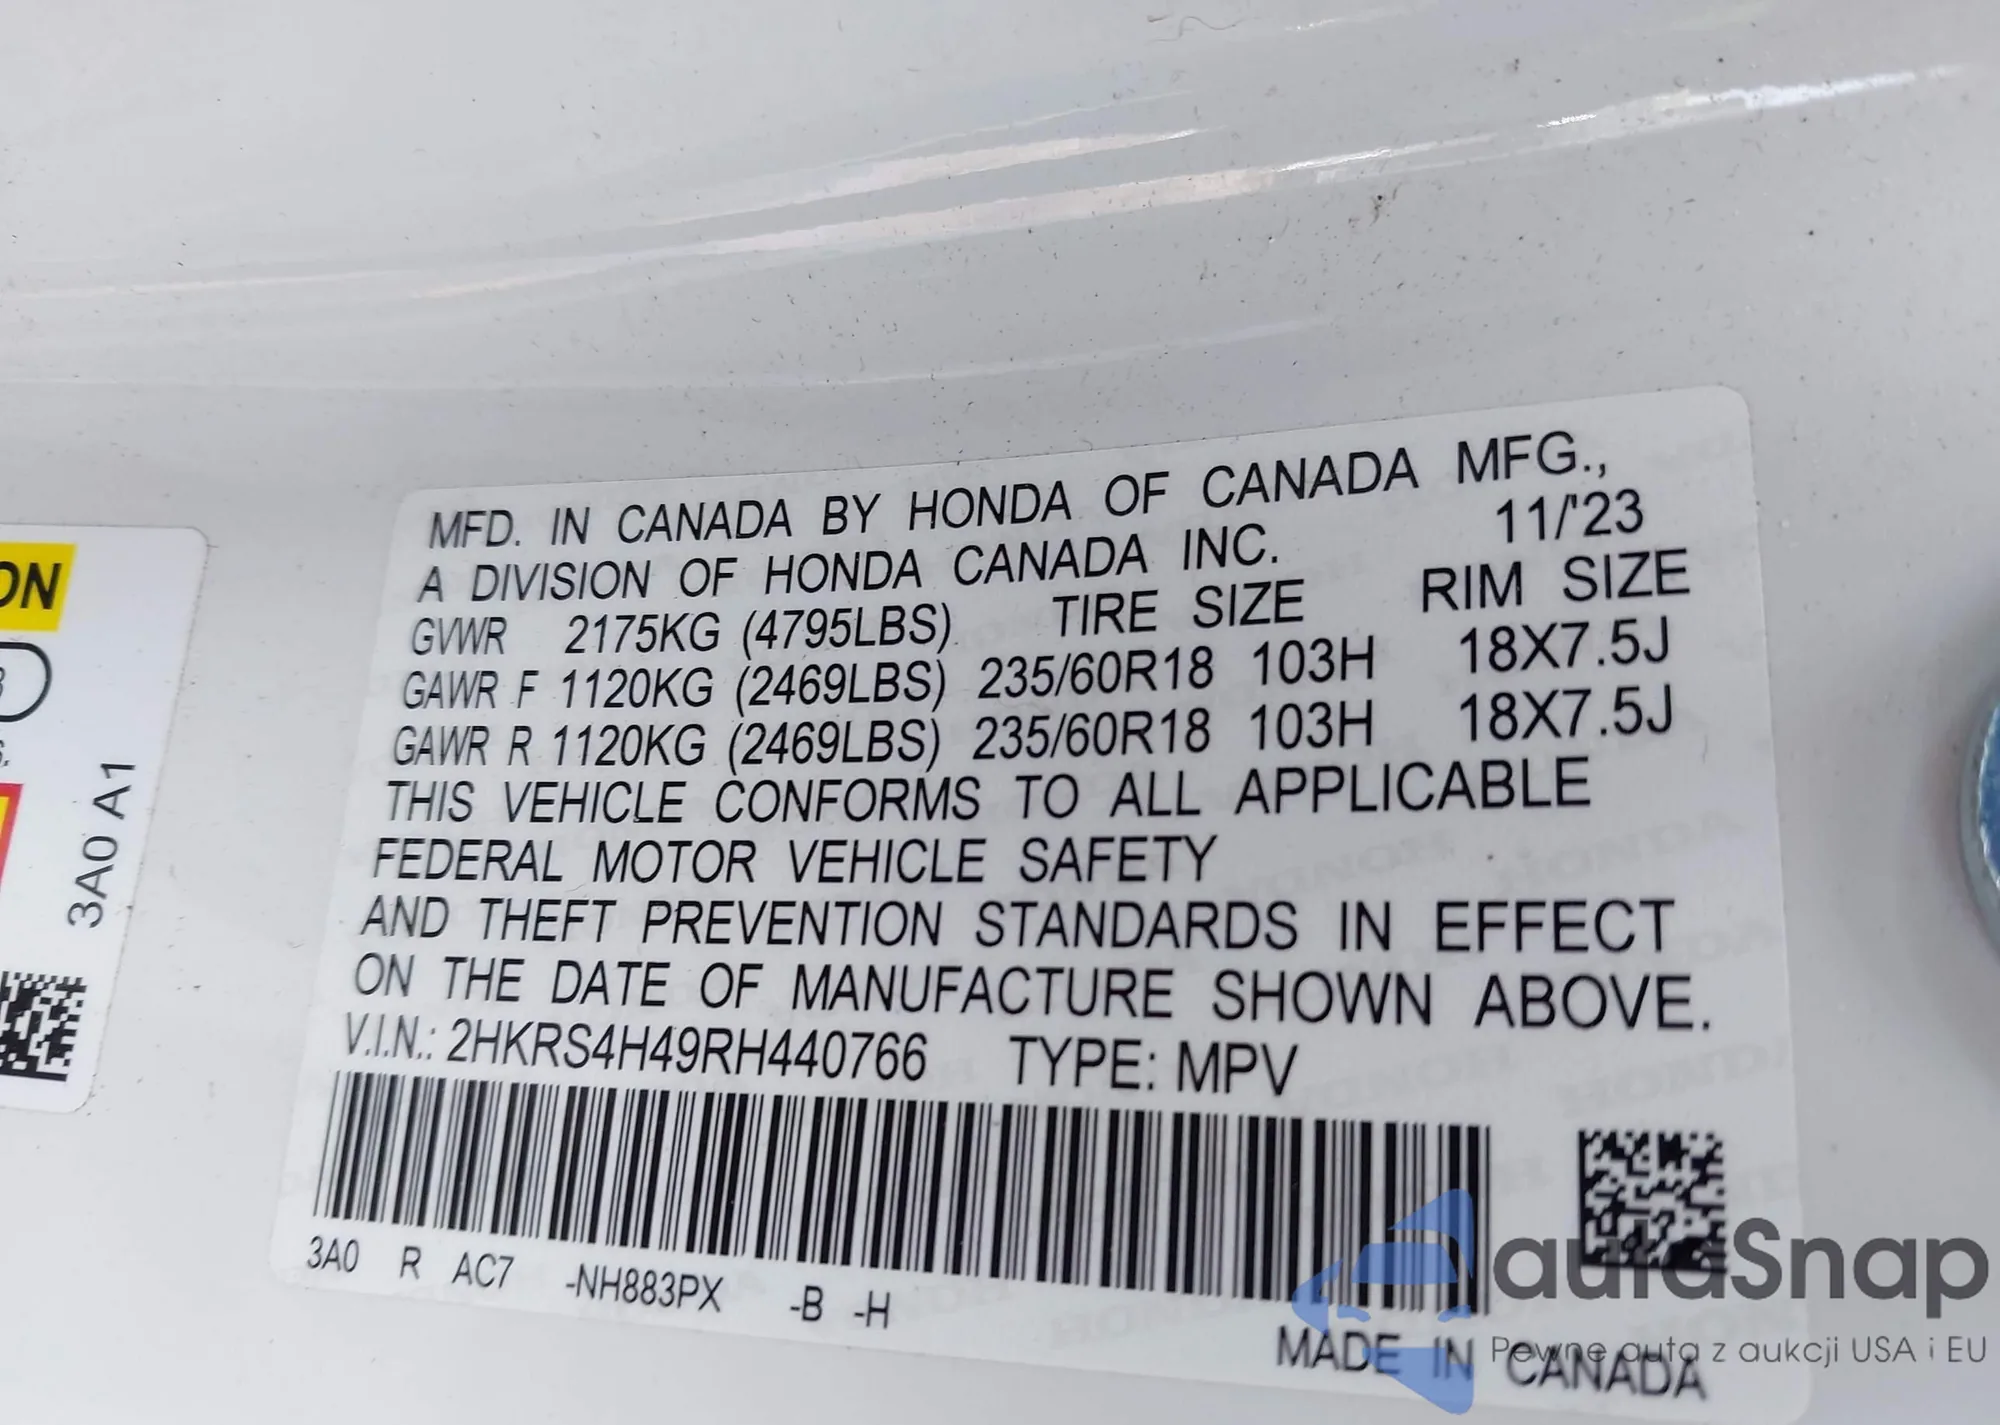 MFD. IN CANADA BY HONDA OF CANADA MFG.,
A DIVISION OF HONDA CANADA INC. 11/'23
GVWR 2175KG (4795LBS) TIRE SIZE RIM SIZE
GAWR F 1120KG (2469LBS) 235/60R18 103H 18X7.5J
GAWR R 1120KG (2469LBS) 235/60R18 103H 18X7.5J
THIS VEHICLE CONFORMS TO ALL APPLICABLE
FEDERAL MOTOR VEHICLE SAFETY
AND THEFT PREVENTION STANDARDS IN EFFECT
ON THE DATE OF MANUFACTURE SHOWN ABOVE.
V.I.N.: 2HKRS4H49RH440766 TYPE: MPV
3A0 R AC7 -NH883PX -B -H
MADE IN CANADA
ON
3A0 A1
autaSnap
Pewne auta z aukcji USA i EU